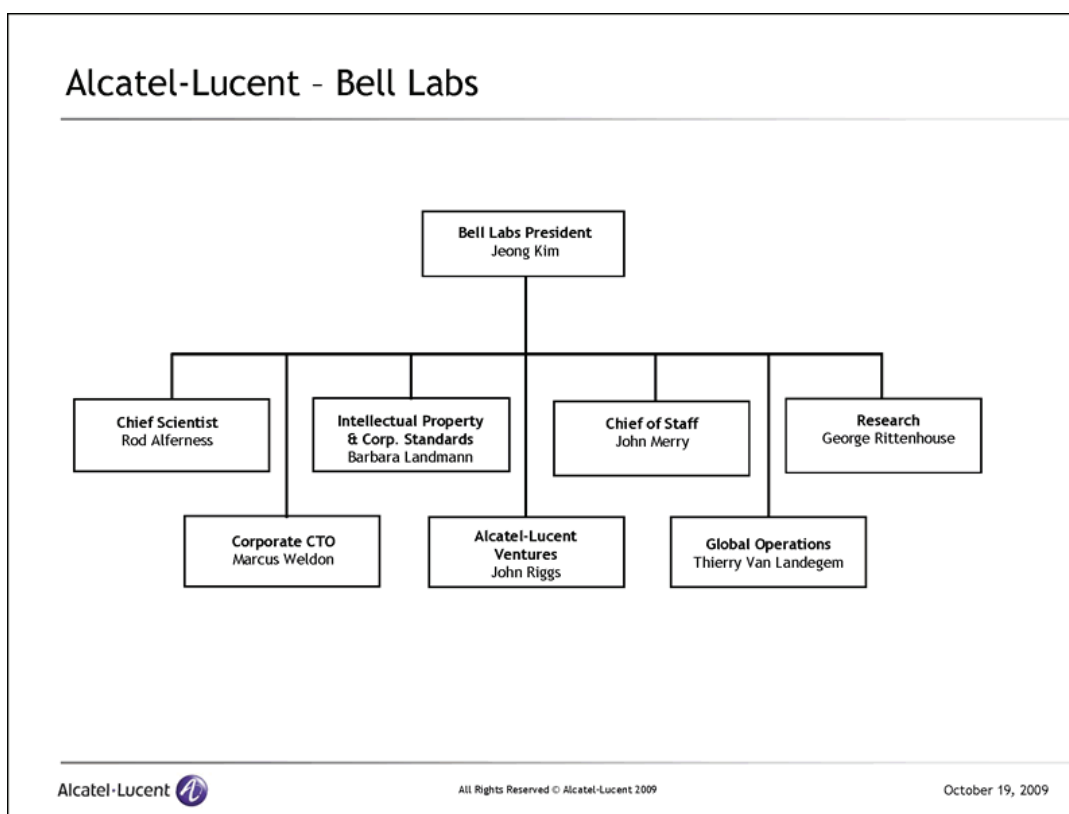 Alcatel-Lucent – Bell Labs
Bell Labs President
Jeong Kim
Chief Scientist
Rod Alferness
Intellectual Property
& Corp. Standards
Barbara Landmann
Chief of Staff
John Merry
Research
George Rittenhouse
Corporate CTO
Marcus Weldon
Alcatel-Lucent
Ventures
John Riggs
Global Operations
Thierry Van Landegem
Alcatel·Lucent
All Rights Reserved © Alcatel-Lucent 2009
October 19, 2009